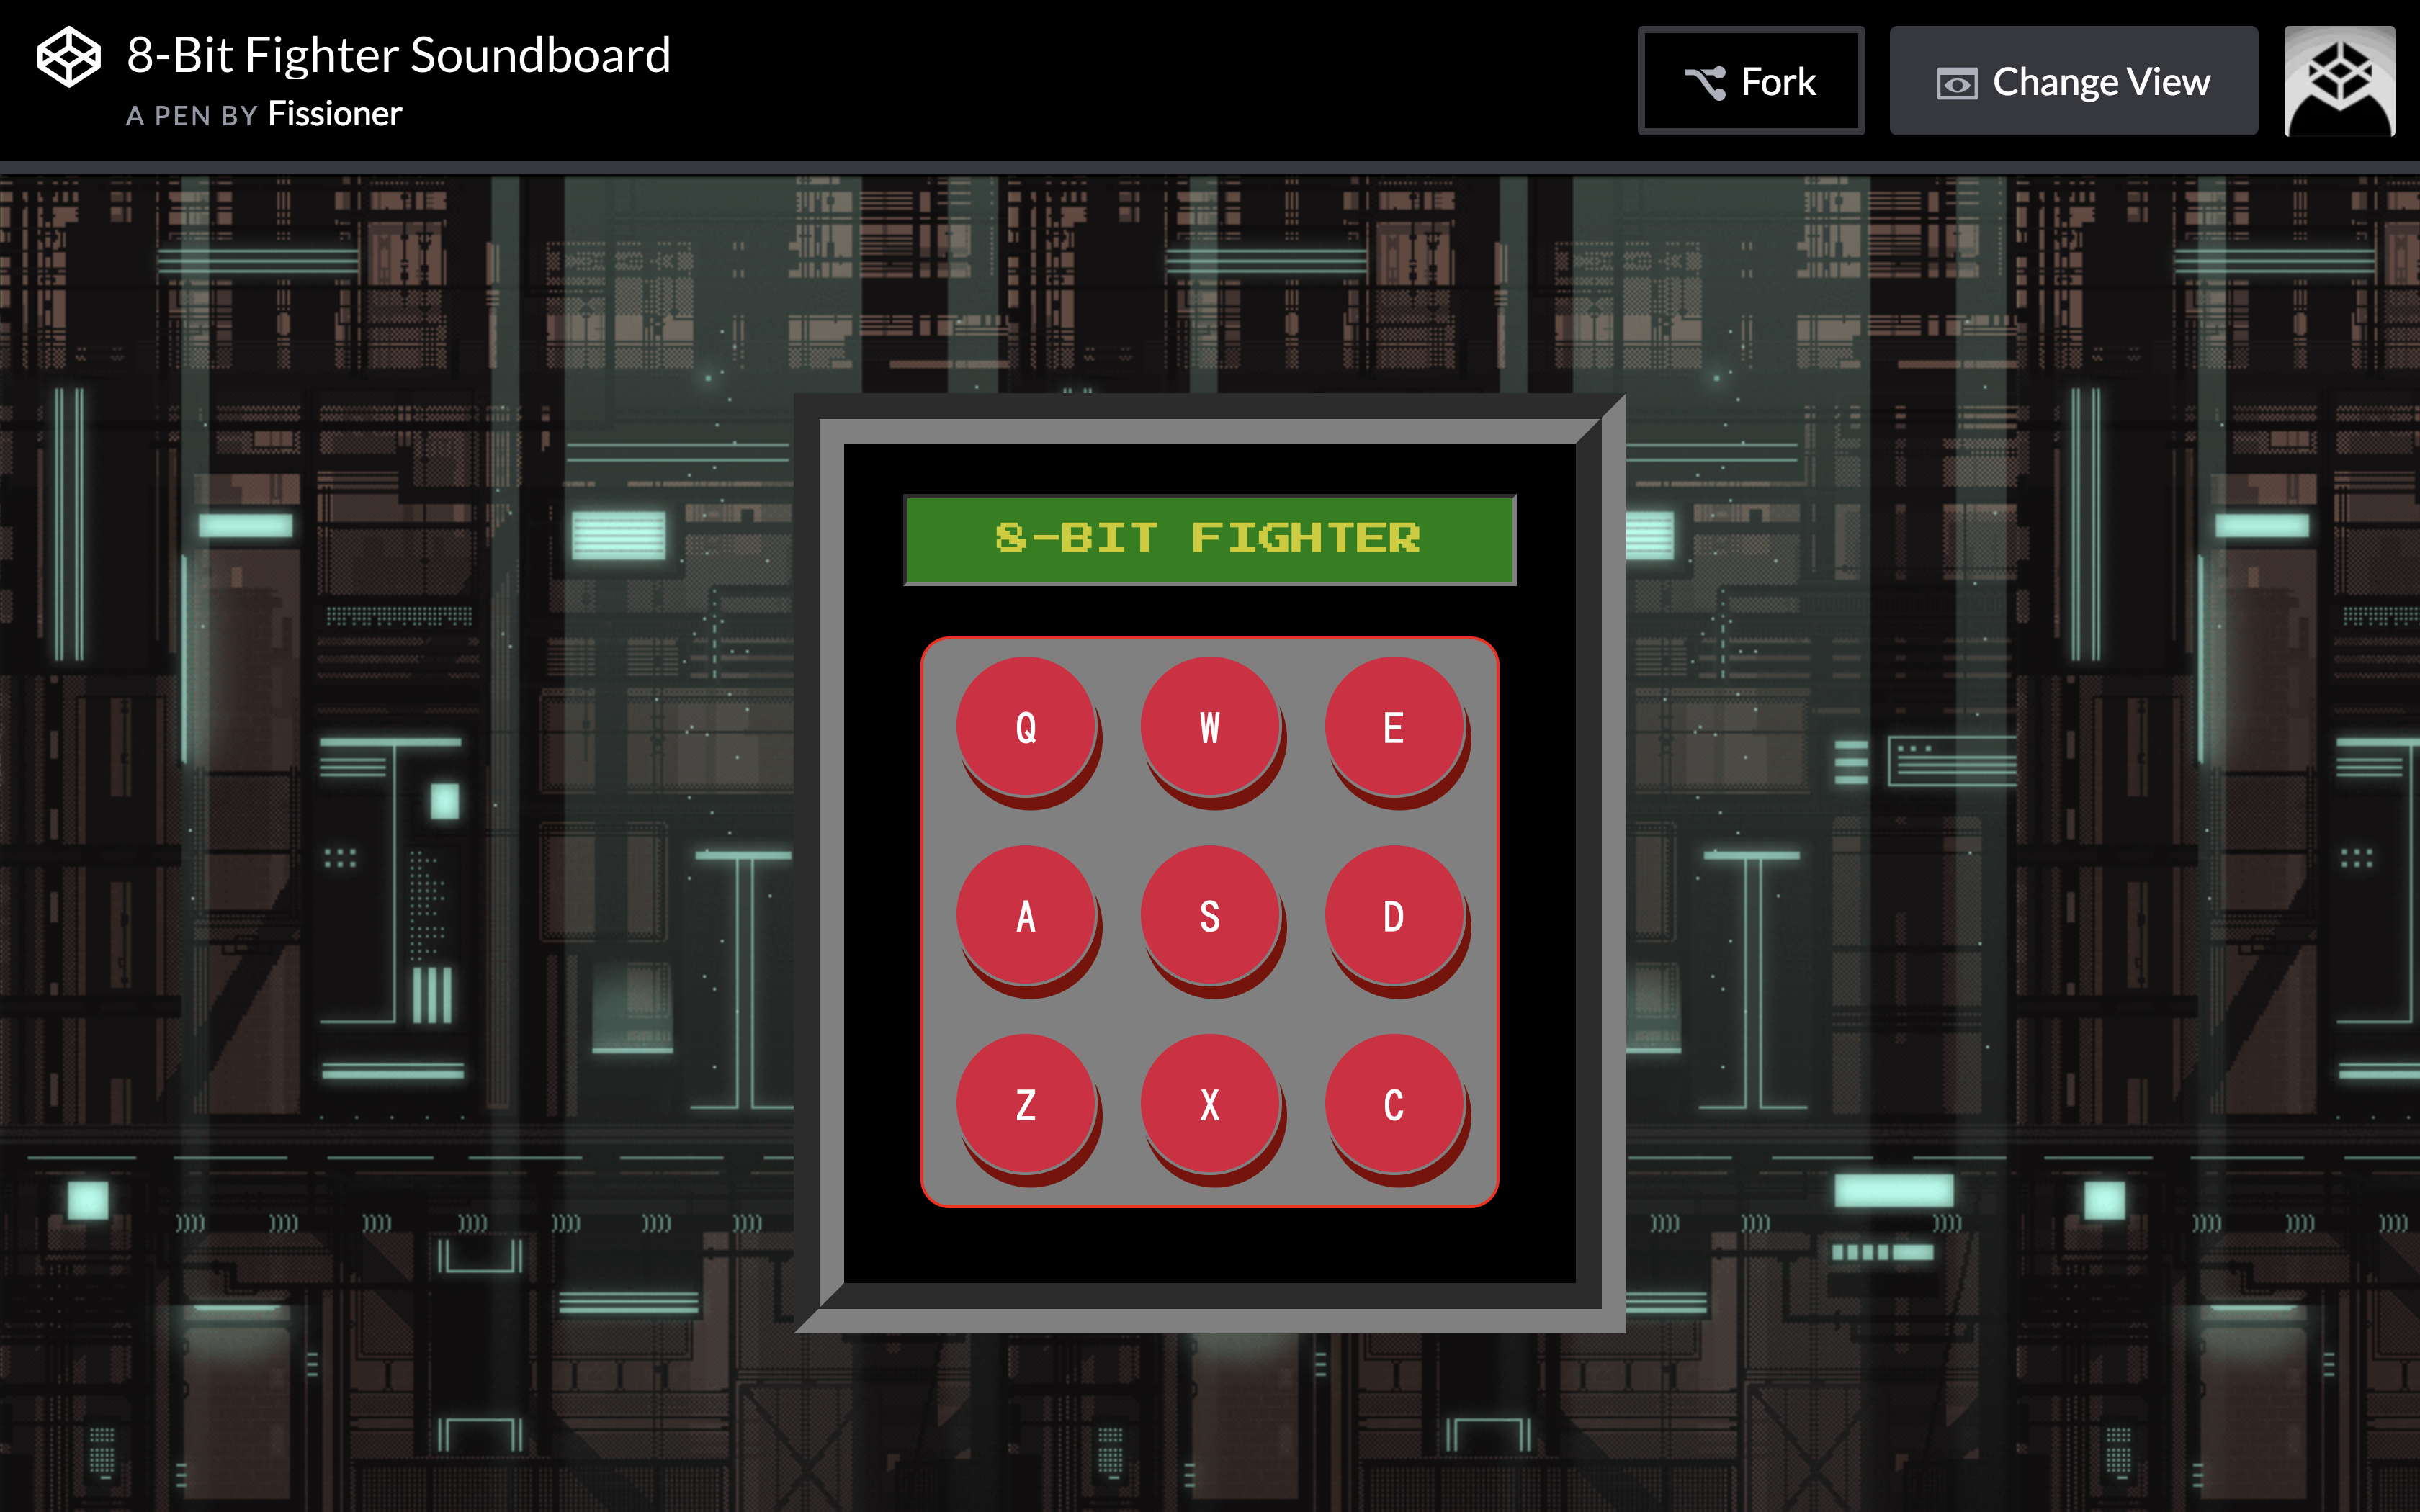 8-Bit Fighter Soundboard
A PEN BY Fissioner
Fork
Change View
8-BIT FIGHTER
Q W E
A S D
Z X C